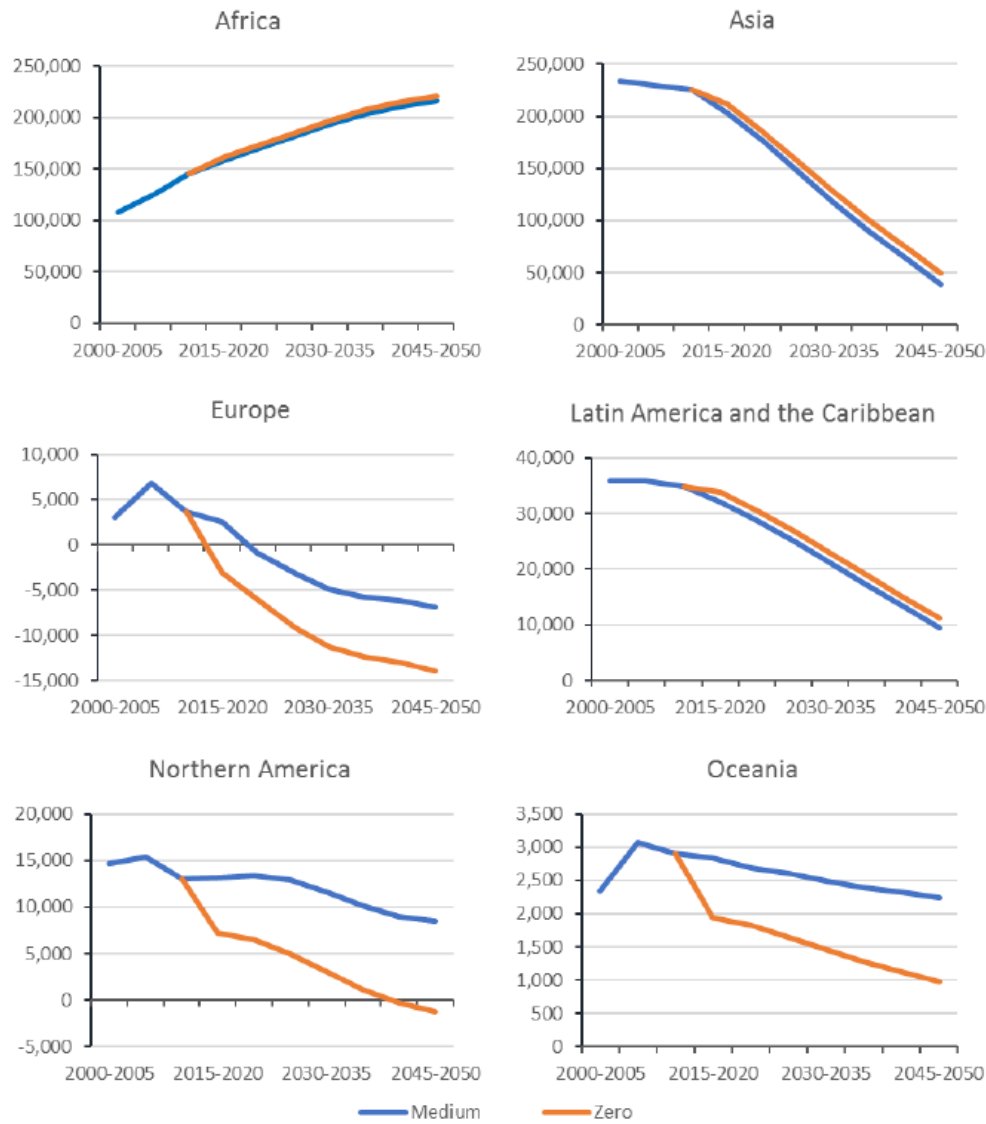 Africa
250,000
200,000
150,000
100,000
50,000
0
2000-2005 2015-2020 2030-2035 2045-2050
Asia
250,000
200,000
150,000
100,000
50,000
0
2000-2005 2015-2020 2030-2035 2045-2050
Europe
10,000
5,000
0
-5,000
-10,000
-15,000
2000-2005 2015-2020 2030-2035 2045-2050
Latin America and the Caribbean
40,000
30,000
20,000
10,000
0
2000-2005 2015-2020 2030-2035 2045-2050
Northern America
20,000
15,000
10,000
5,000
0
-5,000
2000-2005 2015-2020 2030-2035 2045-2050
Oceania
3,500
3,000
2,500
2,000
1,500
1,000
500
0
2000-2005 2015-2020 2030-2035 2045-2050
Medium Zero